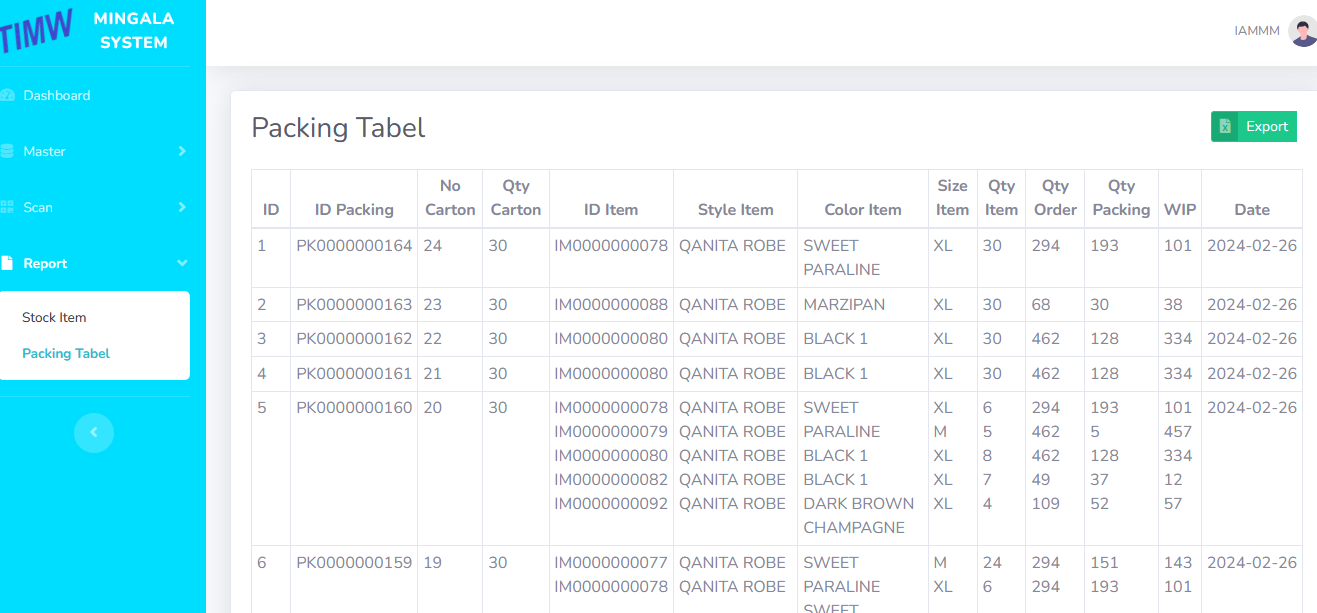 TIMW
MINGALA
SYSTEM
IAMMM
Dashboard
Master
Scan
Report
Stock Item
Packing Tabel
Packing Tabel
Export
ID ID Packing No Carton Qty Carton ID Item Style Item Color Item Size Item Qty Item Qty Order Qty Packing WIP Date
1 PK0000000164 24 30 IM0000000078 QANITA ROBE SWEET XL 30 294 193 101 2024-02-26
PARALINE
2 PK0000000163 23 30 IM0000000088 QANITA ROBE MARZIPAN XL 30 68 30 38 2024-02-26
3 PK0000000162 22 30 IM0000000080 QANITA ROBE BLACK 1 XL 30 462 128 334 2024-02-26
4 PK0000000161 21 30 IM0000000080 QANITA ROBE BLACK 1 XL 30 462 128 334 2024-02-26
5 PK0000000160 20 30 IM0000000078 QANITA ROBE SWEET XL 6 294 193 101 2024-02-26
IM0000000079 QANITA ROBE PARALINE M 5 462 5 457
IM0000000080 QANITA ROBE BLACK 1 XL 8 462 128 334
IM0000000082 QANITA ROBE BLACK 1 XL 7 49 37 12
IM0000000092 QANITA ROBE DARK BROWN XL 4 109 52 57
CHAMPAGNE
6 PK0000000159 19 30 IM0000000077 QANITA ROBE SWEET M 24 294 151 143 2024-02-26
IM0000000078 QANITA ROBE PARALINE XL 6 294 193 101
SWEET